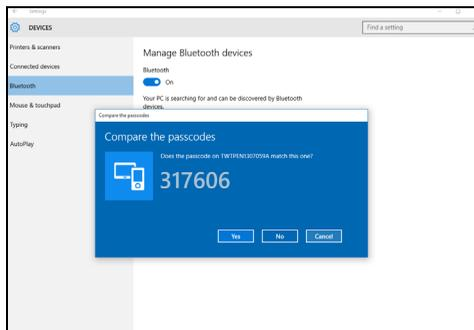 Settings
DEVICES
Find a setting
Printers & scanners
Connected devices
Bluetooth
Mouse & touchpad
Typing
AutoPlay
Manage Bluetooth devices
Bluetooth
On
Your PC is searching for and can be discovered by Bluetooth
devices.
Compare the passcodes
Compare the passcodes
Does the passcode on TWTPEN1307059A match this one?
317606
Yes
No
Cancel